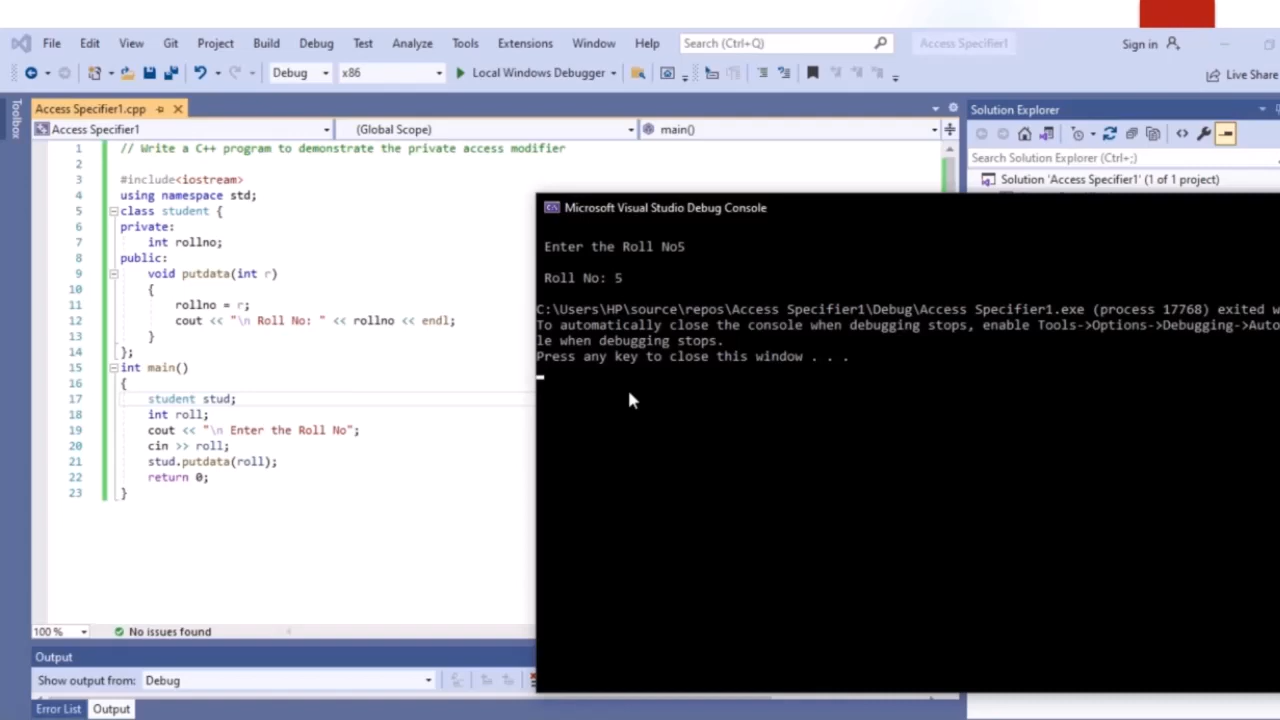 File Edit View Git Project Build Debug Test Analyze Tools Extensions Window Help Search (Ctrl+Q) Access Specifier1 Sign in
Debug x86 Local Windows Debugger Live Share
Toolbox
Access Specifier1.cpp
Access Specifier1 (Global Scope) main()
1 // Write a C++ program to demonstrate the private access modifier
2
3 #include<iostream>
4 using namespace std;
5 class student {
6 private:
7 int rollno;
8 public:
9 void putdata(int r)
10 {
11 rollno = r;
12 cout << "\n Roll No: " << rollno << endl;
13 }
14 };
15 int main()
16 {
17 student stud;
18 int roll;
19 cout << "\n Enter the Roll No";
20 cin >> roll;
21 stud.putdata(roll);
22 return 0;
23 }
100 % No issues found
Output
Show output from: Debug
Error List Output
Solution Explorer
Search Solution Explorer (Ctrl+;)
Solution 'Access Specifier1' (1 of 1 project)
Microsoft Visual Studio Debug Console
Enter the Roll No5
Roll No: 5
C:\Users\HP\source\repos\Access Specifier1\Debug\Access Specifier1.exe (process 17768) exited w
To automatically close the console when debugging stops, enable Tools->Options->Debugging->Auto
le when debugging stops.
Press any key to close this window . . .